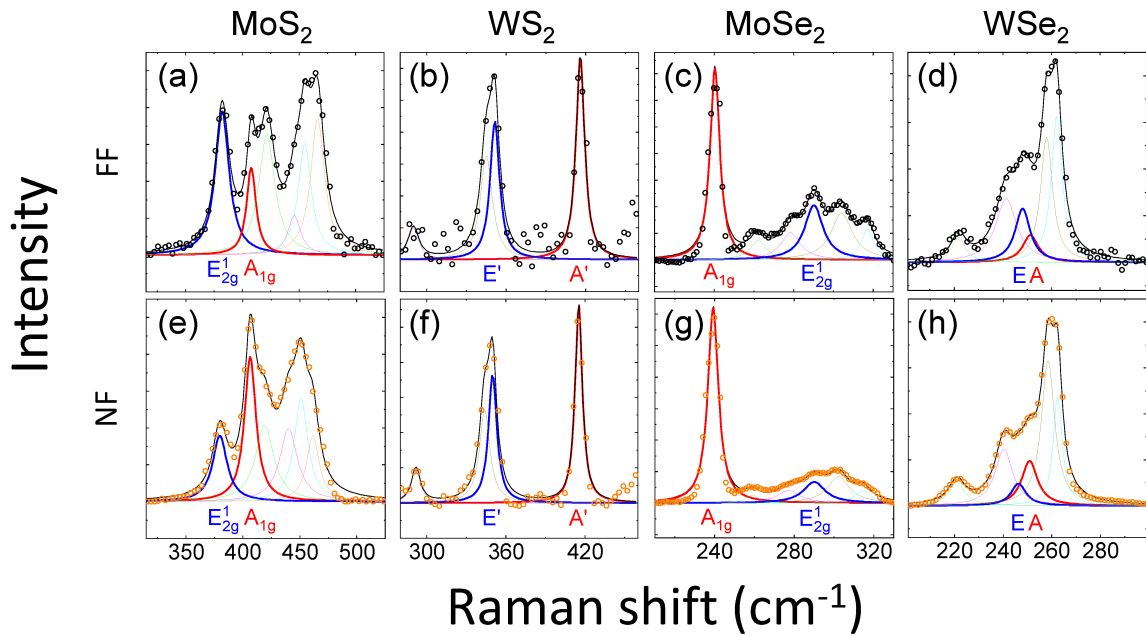 MoS₂ WS₂ MoSe₂ WSe₂
Intensity
FF
(a) (b) (c) (d)
E¹₂g A₁g E' A' A₁g E¹₂g E A
NF
(e) (f) (g) (h)
E¹₂g A₁g E' A' A₁g E¹₂g E A
350 400 450 500 300 360 420 240 280 320 220 240 260 280
Raman shift (cm⁻¹)